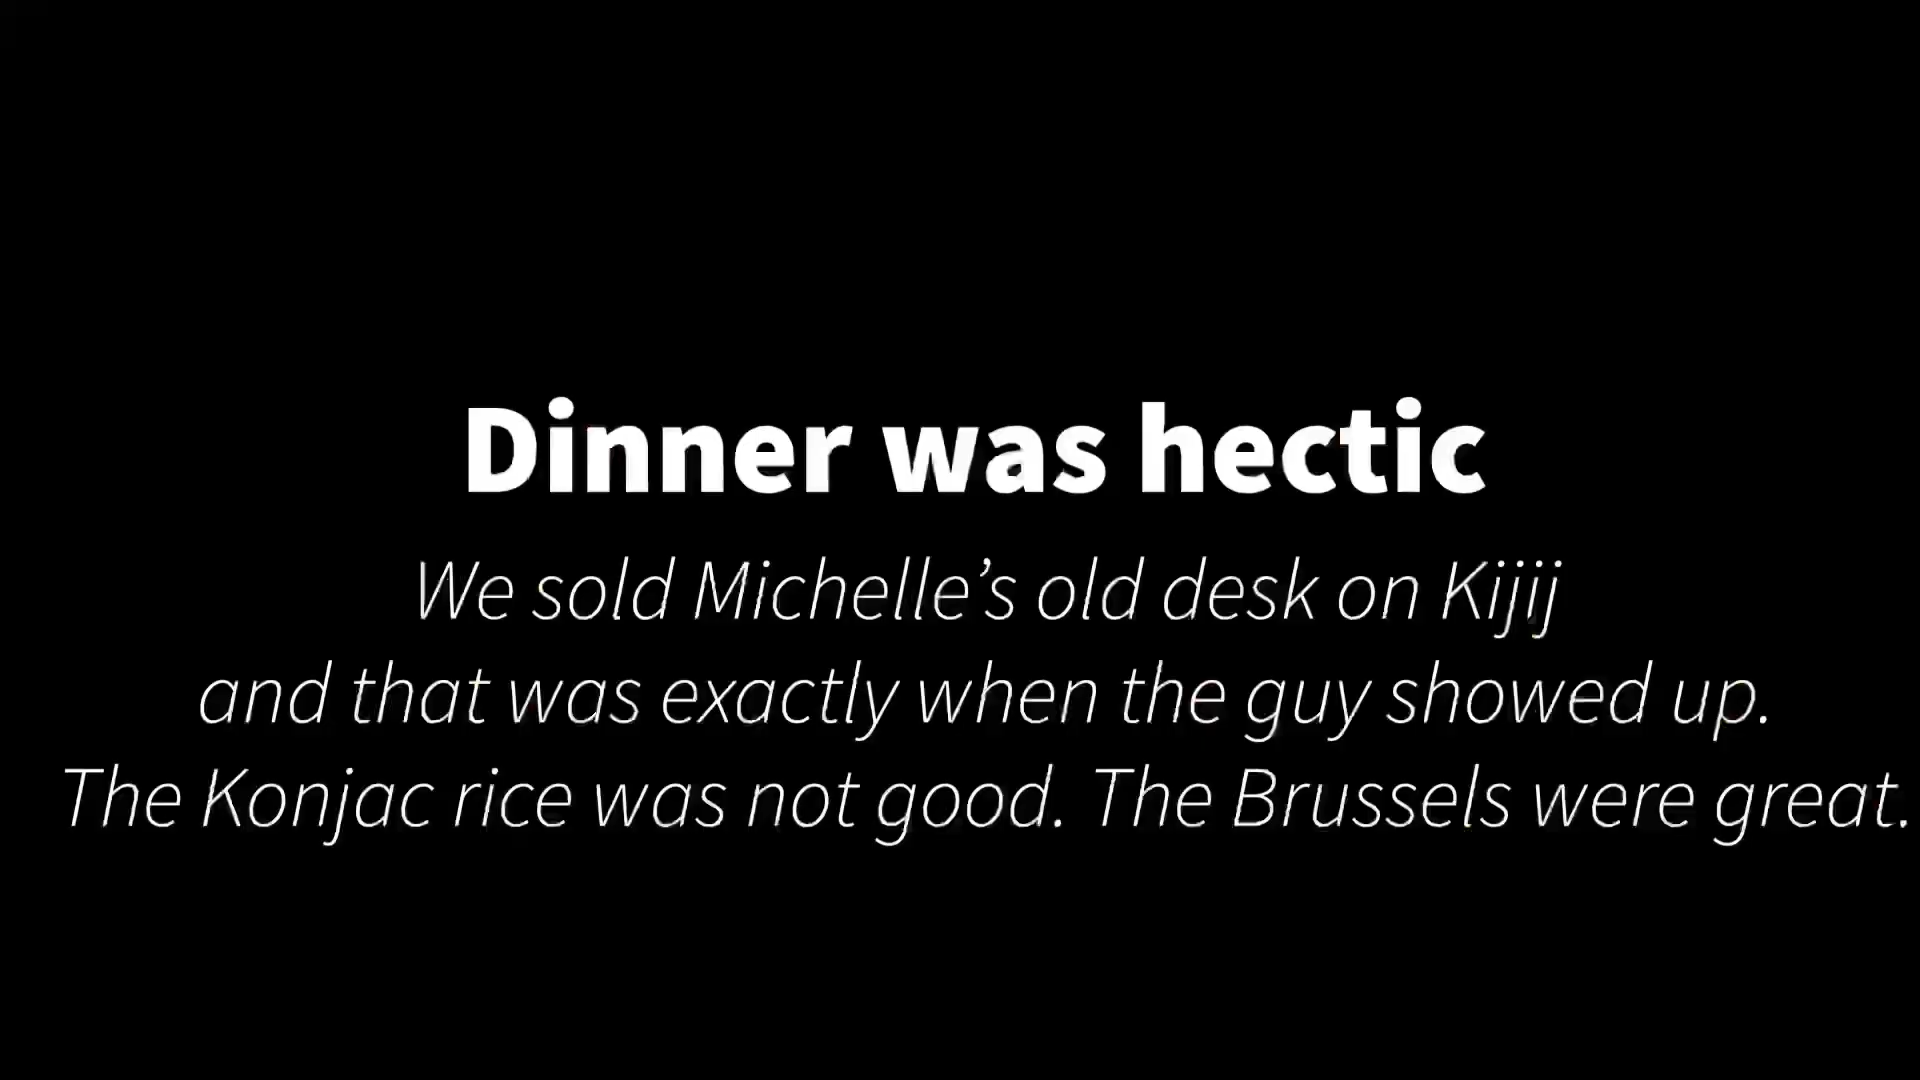 Dinner was hectic
We sold Michelle’s old desk on Kijij
and that was exactly when the guy showed up.
The Konjac rice was not good. The Brussels were great.